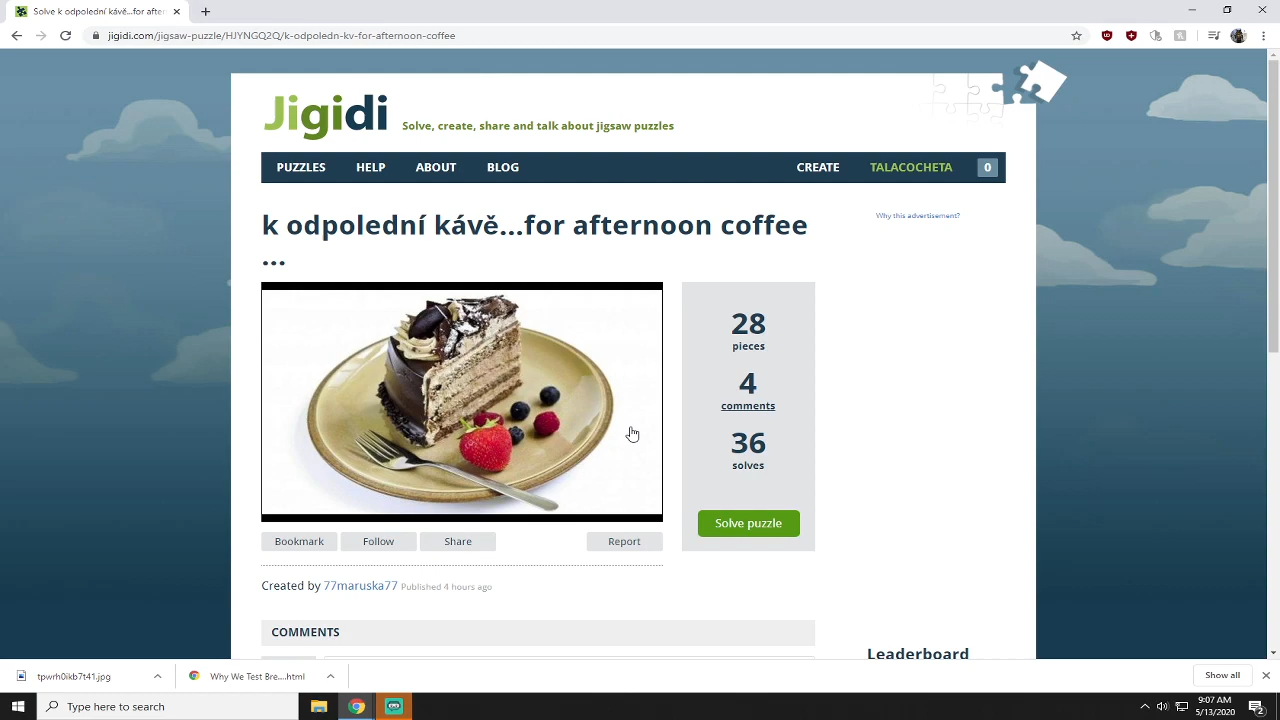 Solve k odpolední kávě...for afterno
jigidi.com/jigsaw-puzzle/HJYNGQ2Q/k-odpoledn-kv-for-afternoon-coffee
Jigidi
Solve, create, share and talk about jigsaw puzzles
PUZZLES HELP ABOUT BLOG CREATE TALACOCHETA 0
k odpolední kávě...for afternoon coffee
...
Why this advertisement?
28
pieces
4
comments
36
solves
Solve puzzle
Bookmark Follow Share Report
Created by 77maruska77 Published 4 hours ago
COMMENTS
Leaderboard
tpwrh0ikb7t41.jpg Why We Test Bre....html Show all
Type here to search
9:07 AM
5/13/2020
2